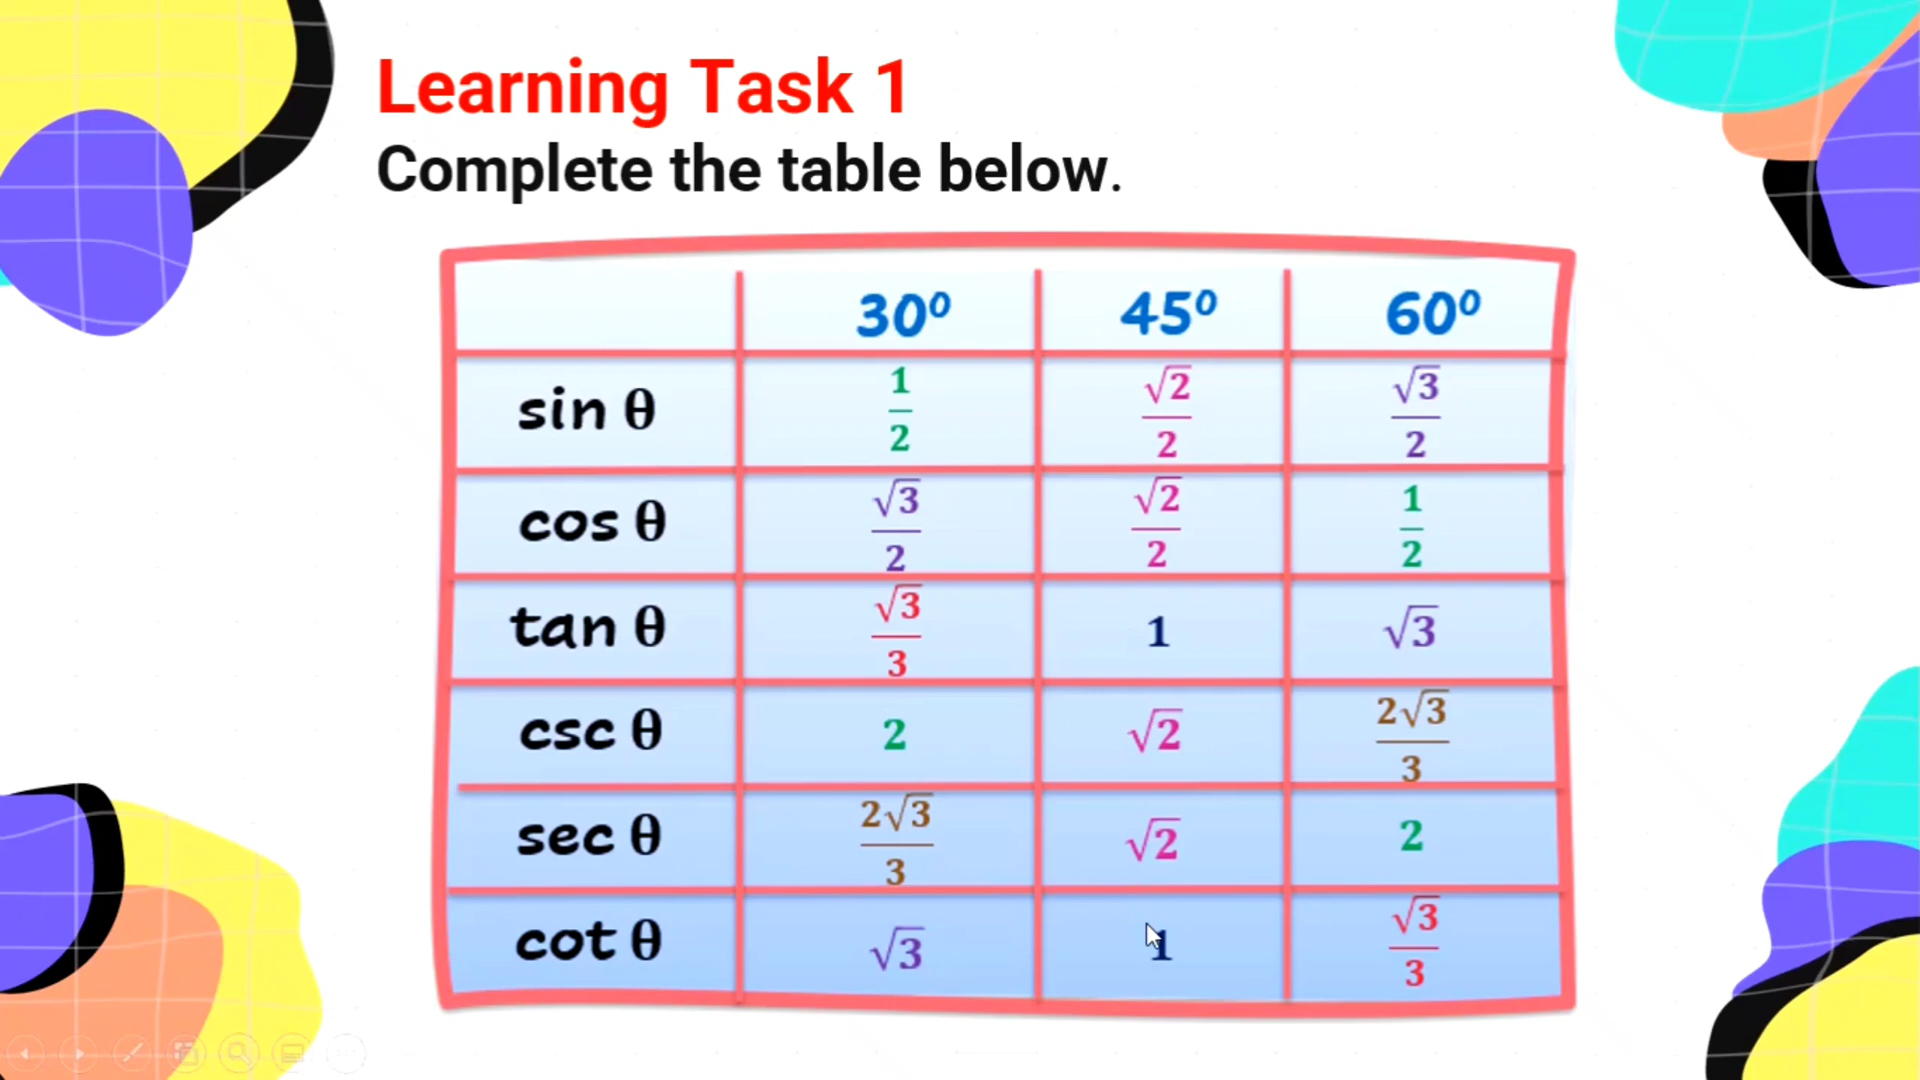 Learning Task 1
Complete the table below.
30⁰ 45⁰ 60⁰
sin θ 1/2 √2/2 √3/2
cos θ √3/2 √2/2 1/2
tan θ √3/3 1 √3
csc θ 2 √2 2√3/3
sec θ 2√3/3 √2 2
cot θ √3 1 √3/3